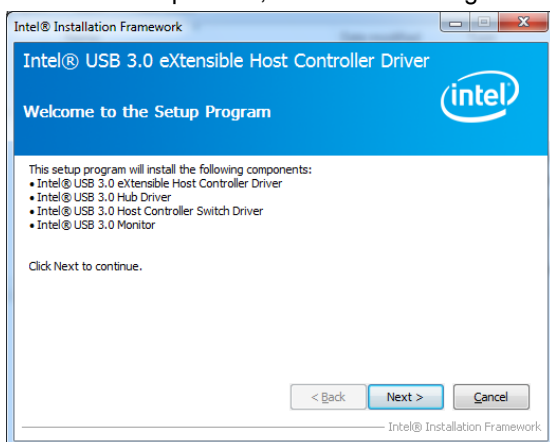 Intel® Installation Framework
Intel® USB 3.0 eXtensible Host Controller Driver
intel®
Welcome to the Setup Program
This setup program will install the following components:
• Intel® USB 3.0 eXtensible Host Controller Driver
• Intel® USB 3.0 Hub Driver
• Intel® USB 3.0 Host Controller Switch Driver
• Intel® USB 3.0 Monitor
Click Next to continue.
< Back Next > Cancel
Intel® Installation Framework